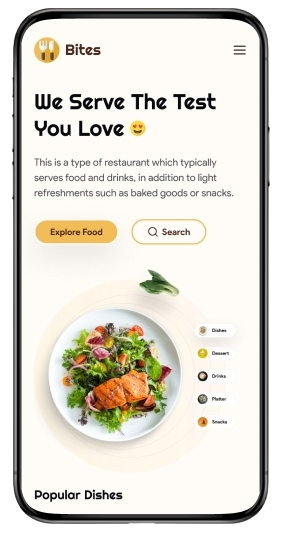 Bites
We Serve The Test
You Love 😍
This is a type of restaurant which typically
serves food and drinks, in addition to light
refreshments such as baked goods or snacks.
Explore Food
Search
Dishes
Dessert
Drinks
Platter
Snacks
Popular Dishes